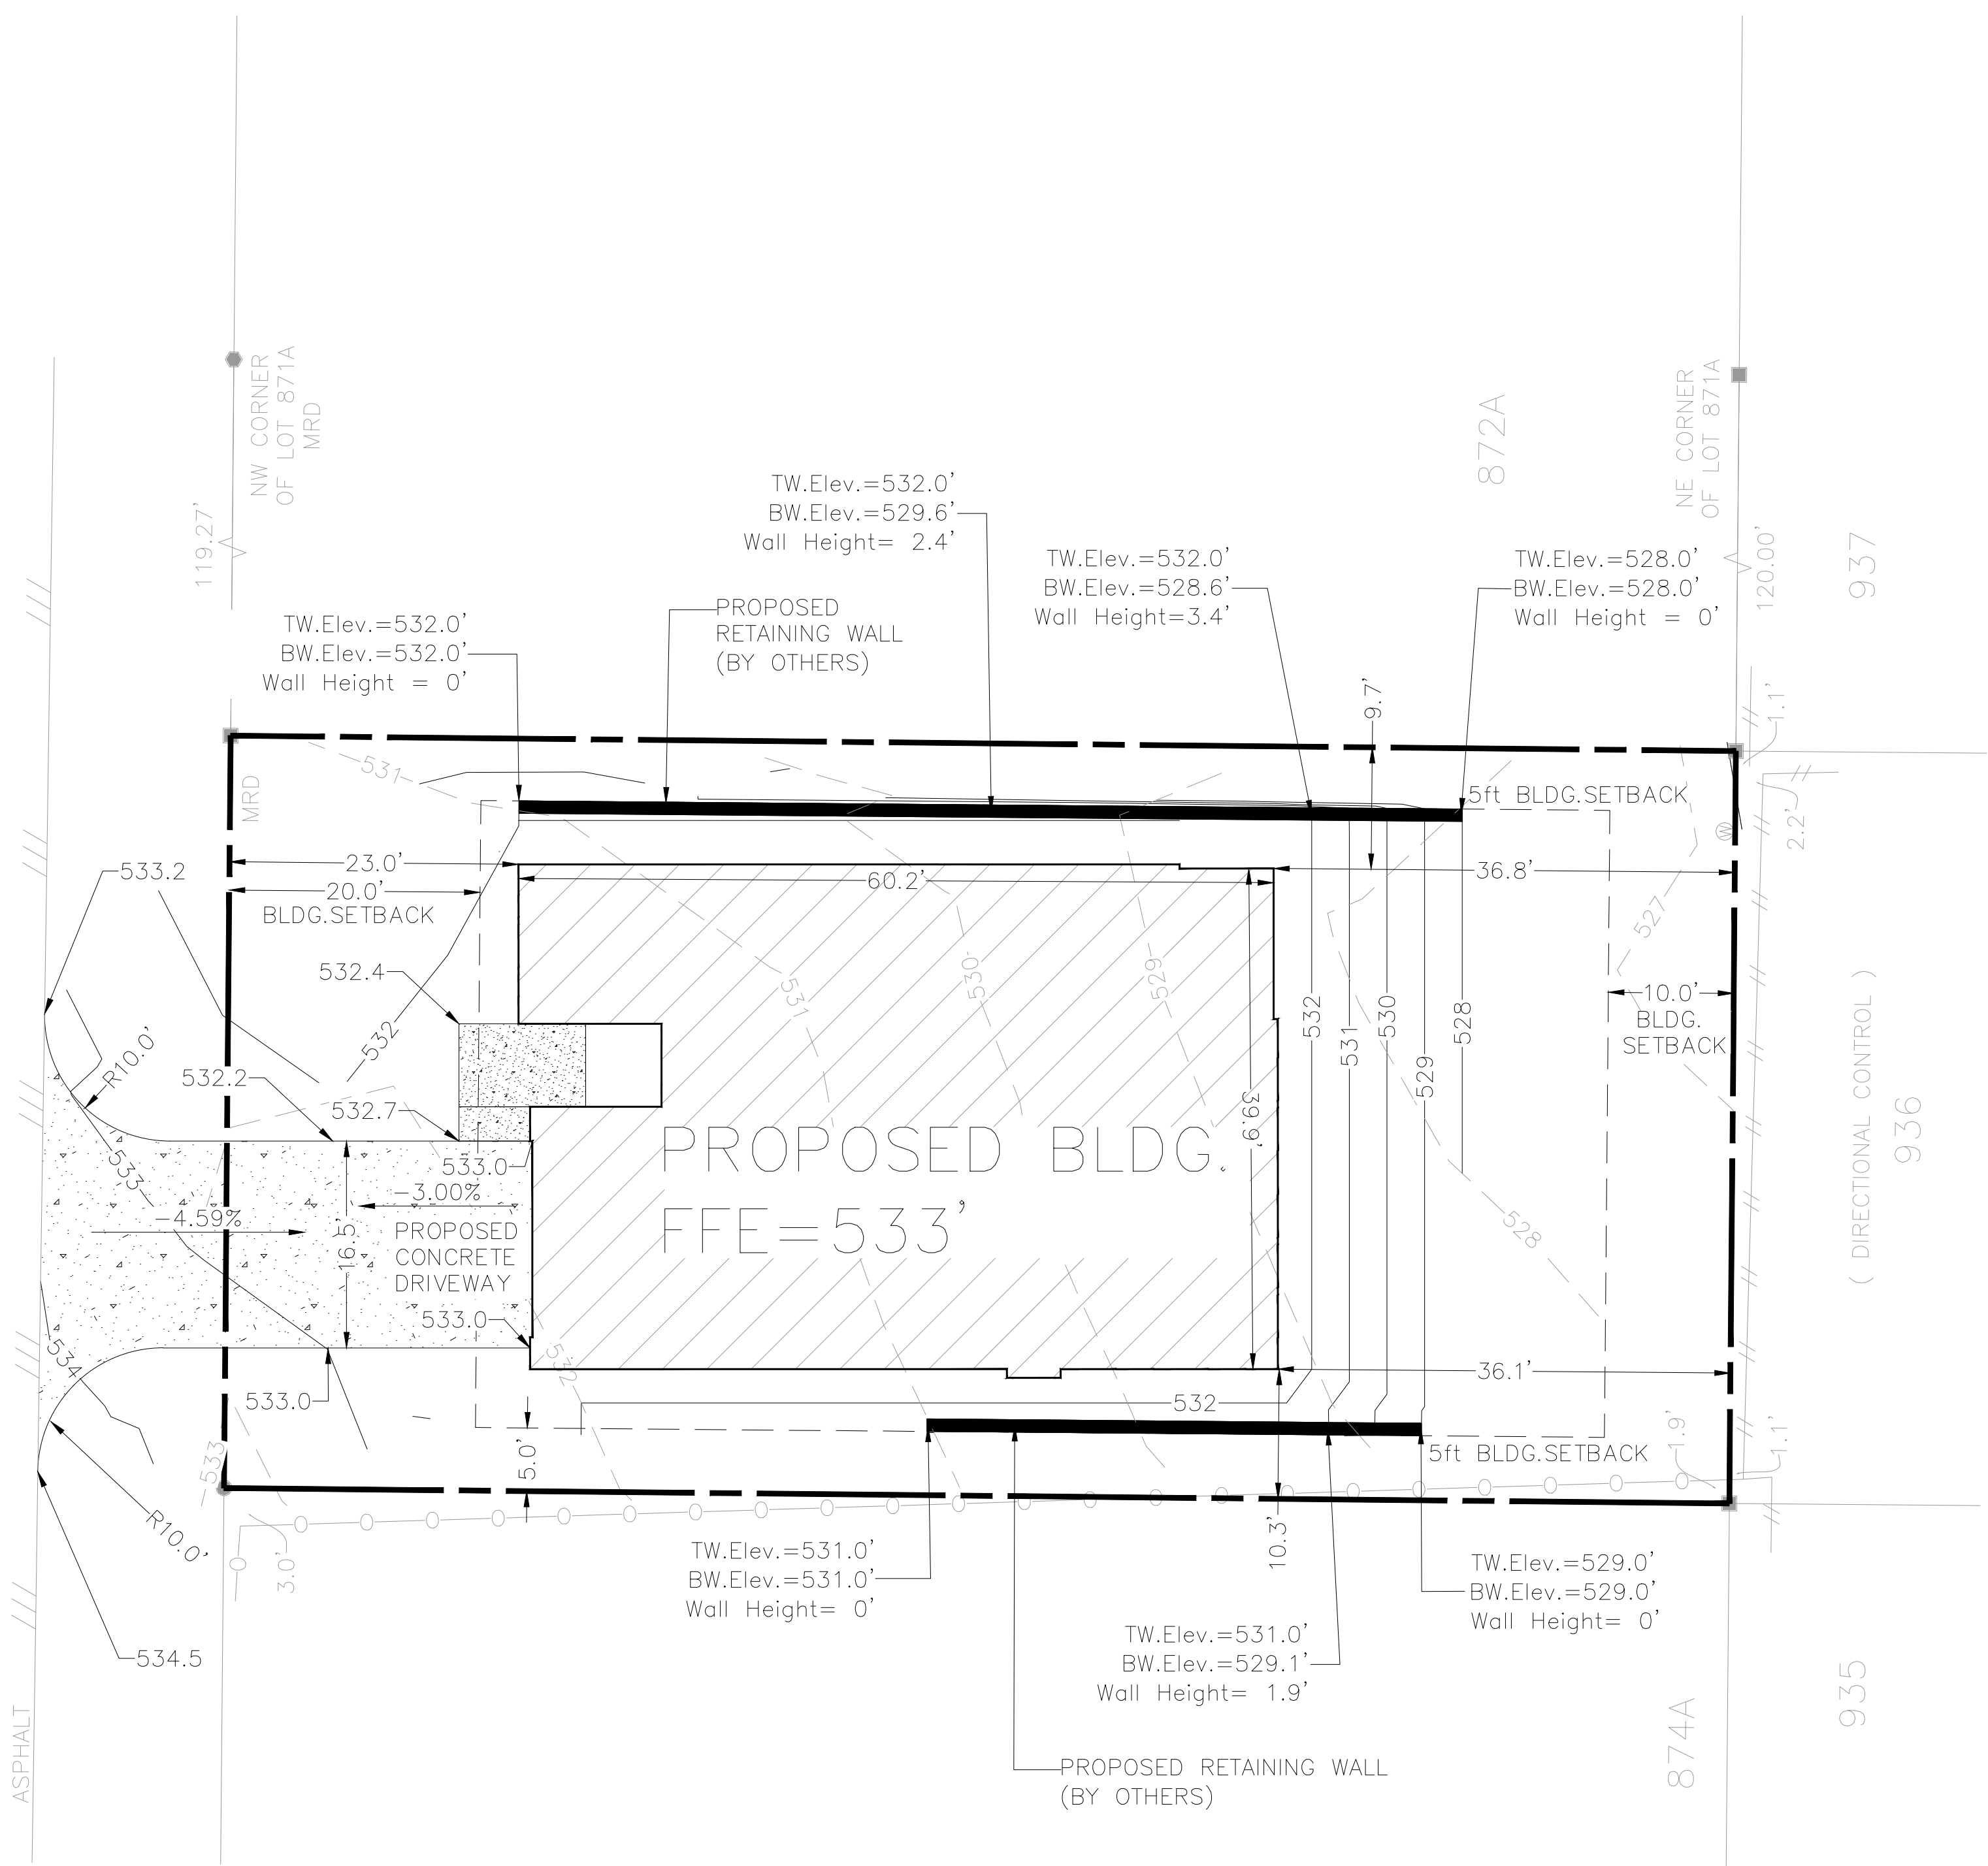 NW CORNER
OF LOT 871A
MRD
119.27'
872A
NE CORNER
OF LOT 871A
120.00'
937
TW.Elev.=532.0'
BW.Elev.=529.6'
Wall Height= 2.4'
TW.Elev.=532.0'
BW.Elev.=528.6'
Wall Height=3.4'
TW.Elev.=528.0'
BW.Elev.=528.0'
Wall Height = 0'
PROPOSED
RETAINING WALL
(BY OTHERS)
TW.Elev.=532.0'
BW.Elev.=532.0'
Wall Height = 0'
9.7'
1.1'
531
MRD
5ft BLDG.SETBACK
W
2.2'
533.2
23.0'
20.0'
BLDG.SETBACK
60.2'
36.8'
527
532.4
532
531
530
529
532
531
530
529
528
10.0'
BLDG.
SETBACK
( DIRECTIONAL CONTROL )
936
R10.0'
532.2
532.7
39.9'
533
533.0
-3.00%
-4.59%
16.5'
PROPOSED
CONCRETE
DRIVEWAY
PROPOSED BLDG.
FFE=533'
528
533.0
534
532
533.0
532
36.1'
533
5.0'
5ft BLDG.SETBACK
1.9'
1.1'
R10.0'
3.0'
10.3'
TW.Elev.=531.0'
BW.Elev.=531.0'
Wall Height= 0'
TW.Elev.=529.0'
BW.Elev.=529.0'
Wall Height= 0'
TW.Elev.=531.0'
BW.Elev.=529.1'
Wall Height= 1.9'
534.5
ASPHALT
PROPOSED RETAINING WALL
(BY OTHERS)
874A
935